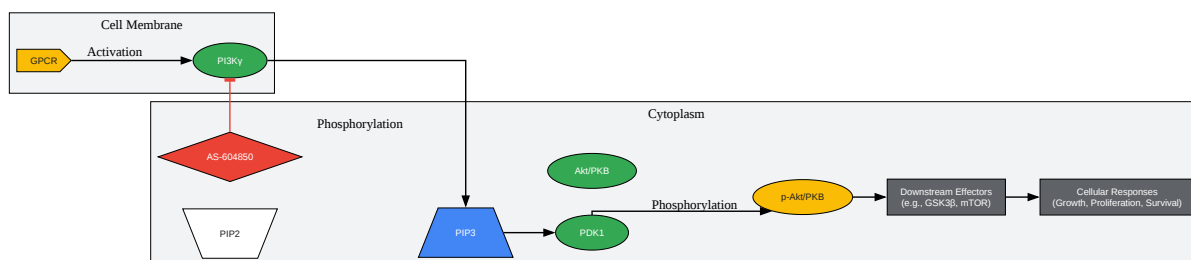 Cell Membrane
GPCR
Activation
PI3Kγ
Cytoplasm
Phosphorylation
AS-604850
Akt/PKB
PIP2
PIP3
PDK1
Phosphorylation
p-Akt/PKB
Downstream Effectors
(e.g., GSK3β, mTOR)
Cellular Responses
(Growth, Proliferation, Survival)